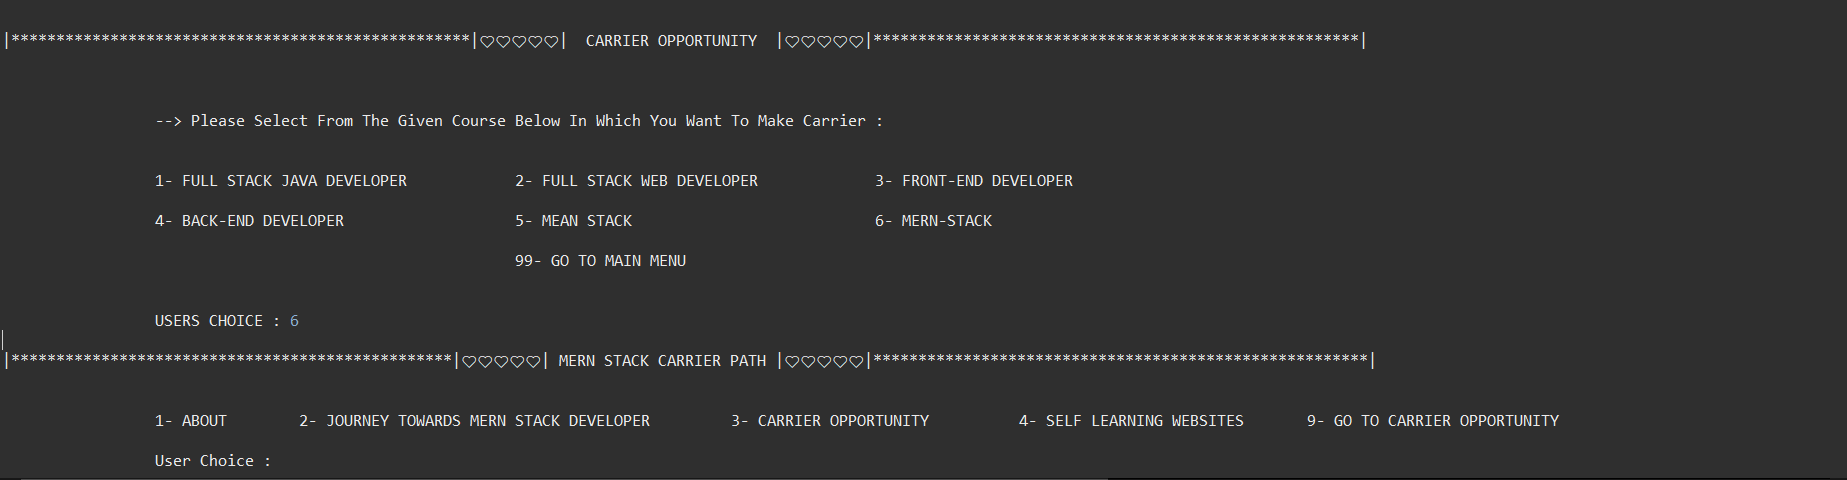 |***************************************************|♡♡♡♡♡|  CARRIER OPPORTUNITY  |♡♡♡♡♡|******************************************************|
--> Please Select From The Given Course Below In Which You Want To Make Carrier :
1- FULL STACK JAVA DEVELOPER            2- FULL STACK WEB DEVELOPER             3- FRONT-END DEVELOPER
4- BACK-END DEVELOPER                   5- MEAN STACK                           6- MERN-STACK
99- GO TO MAIN MENU
USERS CHOICE : 6
|*************************************************|♡♡♡♡♡| MERN STACK CARRIER PATH |♡♡♡♡♡|*******************************************************|
1- ABOUT        2- JOURNEY TOWARDS MERN STACK DEVELOPER         3- CARRIER OPPORTUNITY          4- SELF LEARNING WEBSITES       9- GO TO CARRIER OPPORTUNITY
User Choice :